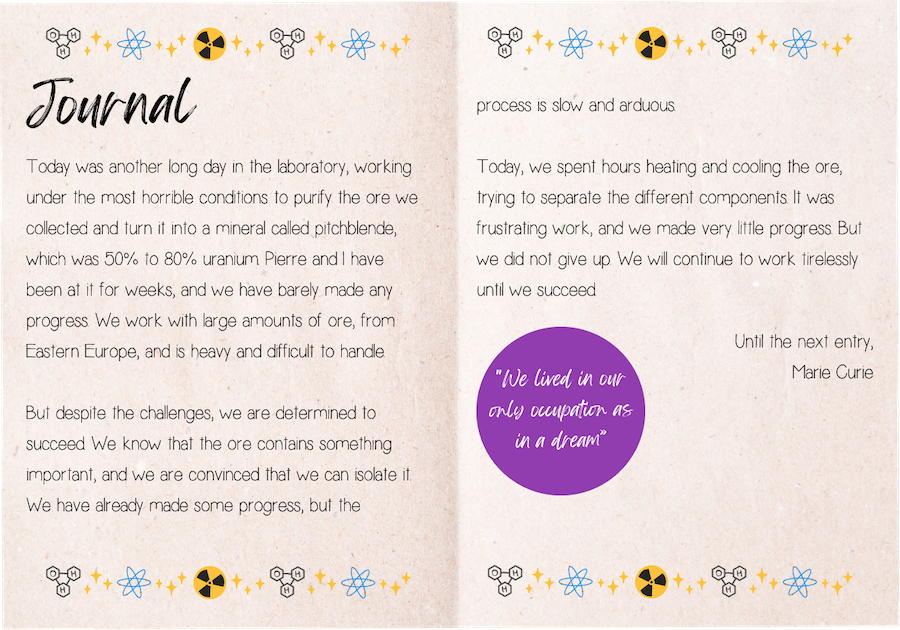 Journal
Today was another long day in the laboratory, working
under the most horrible conditions to purify the ore we
collected and turn it into a mineral called pitchblende,
which was 50% to 80% uranium. Pierre and I have
been at it for weeks, and we have barely made any
progress. We work with large amounts of ore, from
Eastern Europe, and is heavy and difficult to handle.
But despite the challenges, we are determined to
succeed. We know that the ore contains something
important, and we are convinced that we can isolate it.
We have already made some progress, but the
process is slow and arduous.
Today, we spent hours heating and cooling the ore,
trying to separate the different components. It was
frustrating work, and we made very little progress. But
we did not give up. We will continue to work tirelessly
until we succeed.
Until the next entry,
Marie Curie
"We lived in our
only occupation as
in a dream"
O H H
O H H
O H H
O H H
O H H
O H H
O H H
O H H